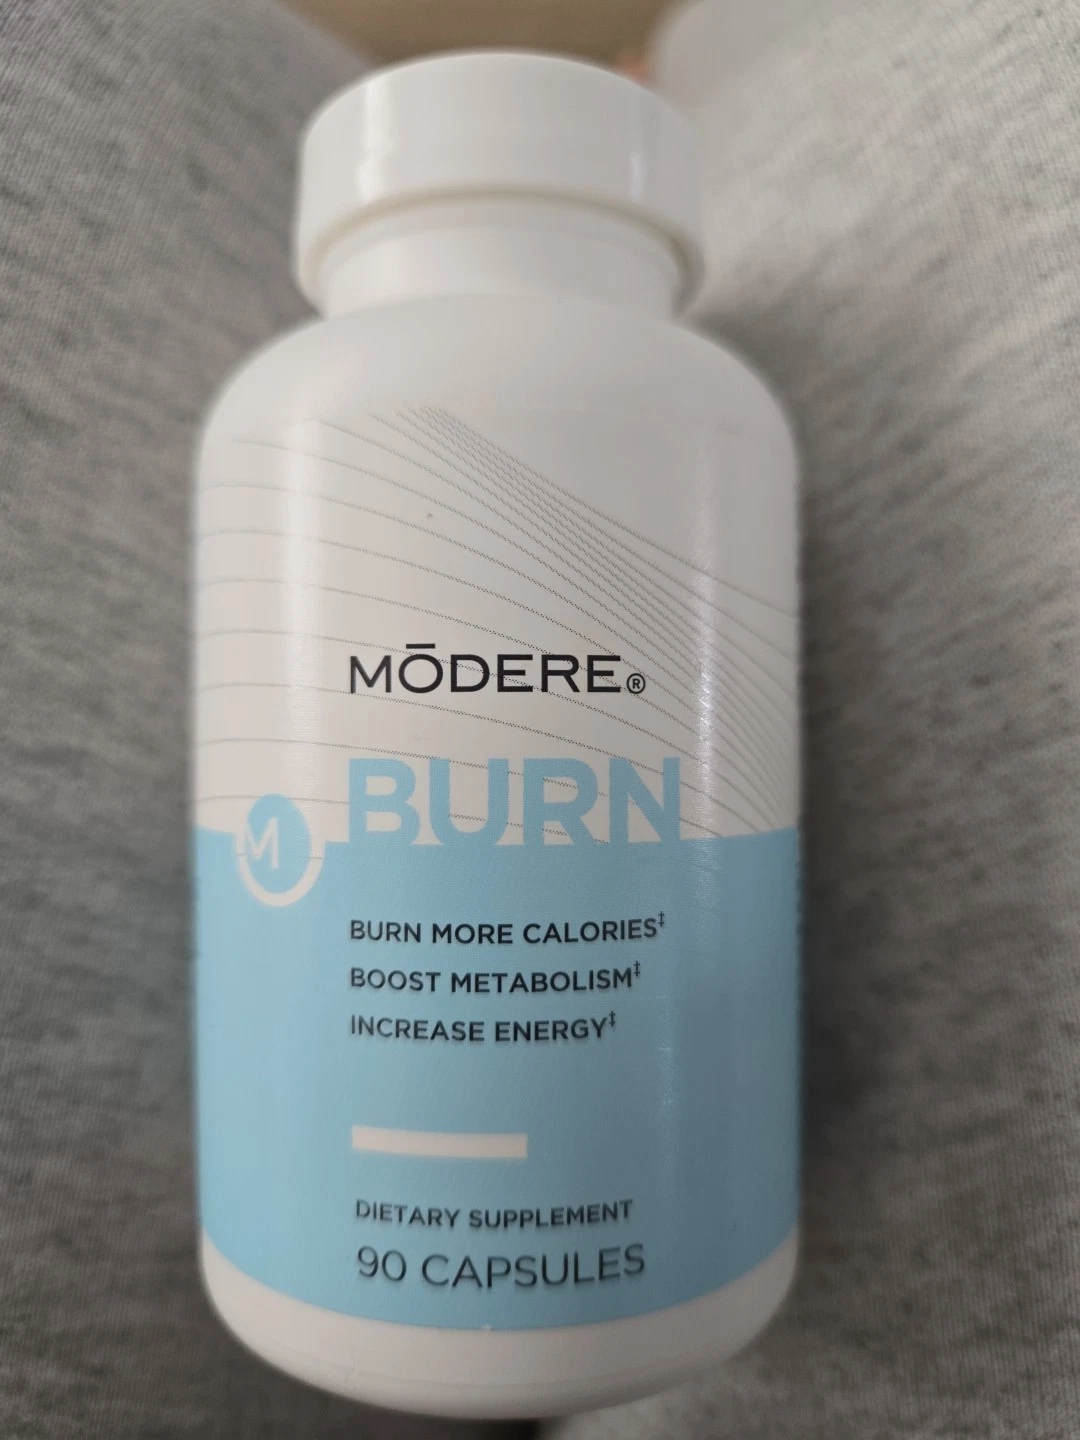 MŌDERE®
BURN
M
BURN MORE CALORIES‡
BOOST METABOLISM‡
INCREASE ENERGY‡
DIETARY SUPPLEMENT
90 CAPSULES